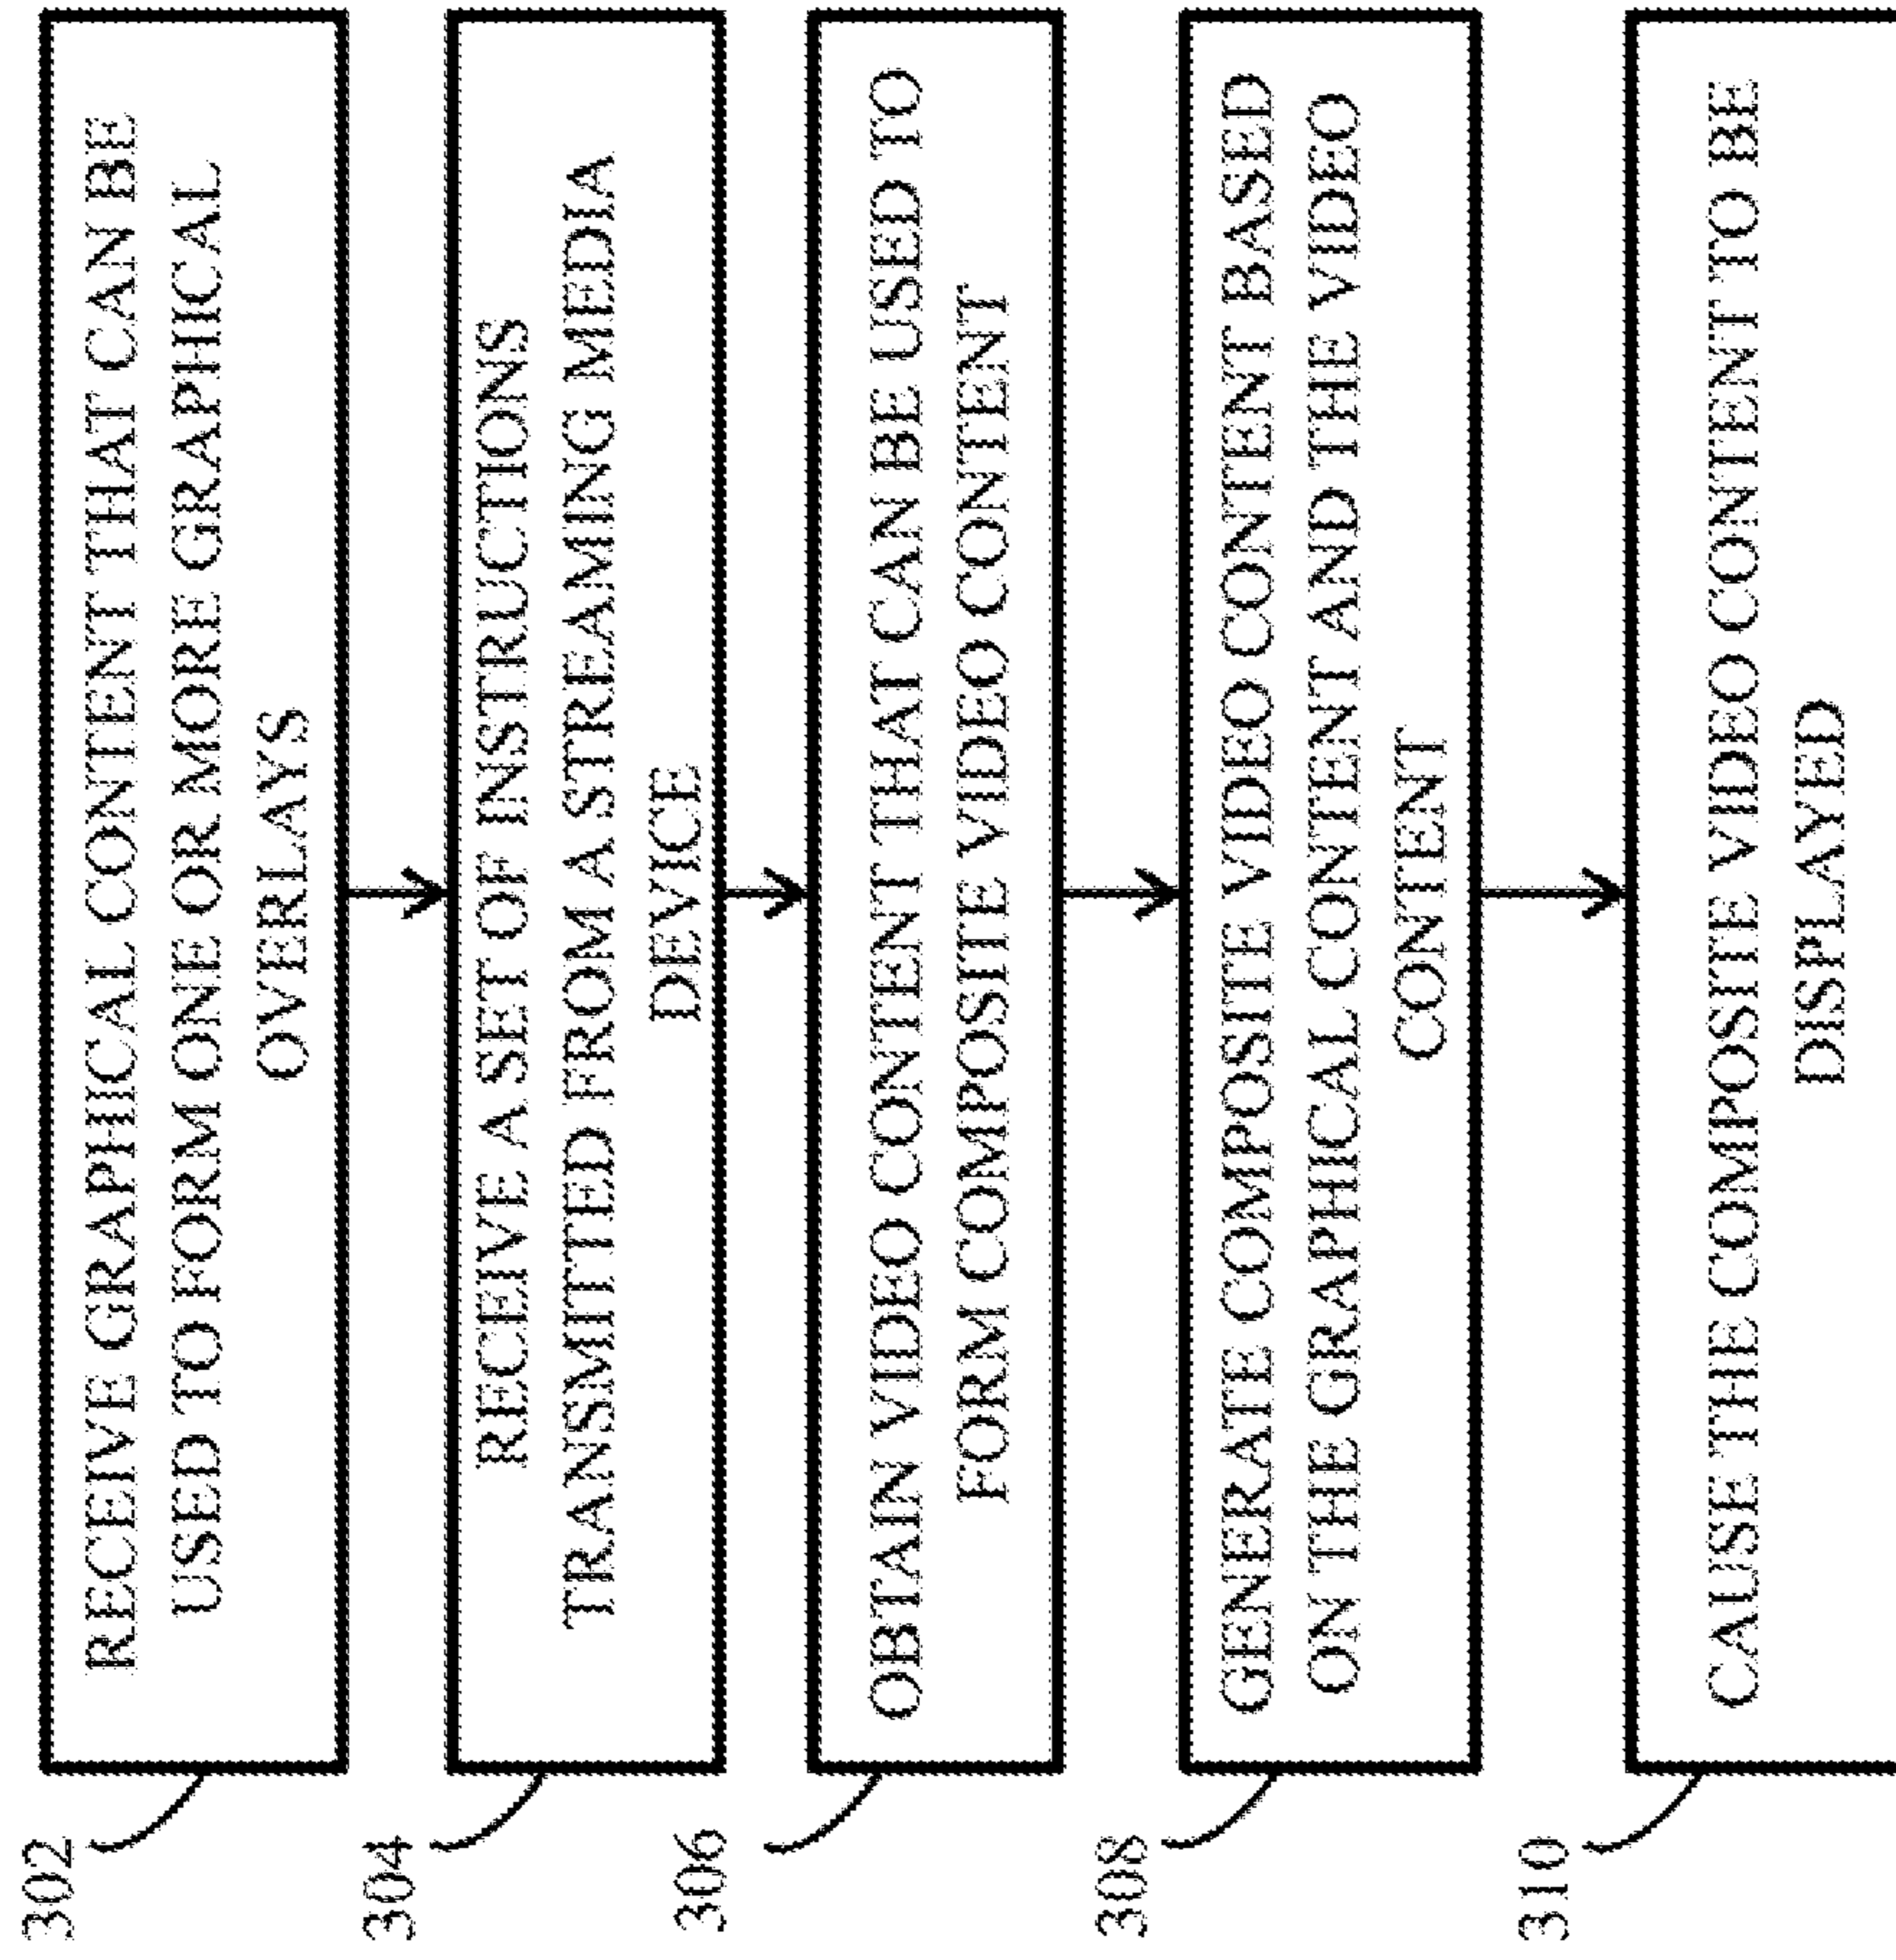 302
RECEIVE GRAPHICAL CONTENT THAT CAN BE
USED TO FORM ONE OR MORE GRAPHICAL
OVERLAYS
304
RECEIVE A SET OF INSTRUCTIONS
TRANSMITTED FROM A STREAMING MEDIA
DEVICE
306
OBTAIN VIDEO CONTENT THAT CAN BE USED TO
FORM COMPOSITE VIDEO CONTENT
308
GENERATE COMPOSITE VIDEO CONTENT BASED
ON THE GRAPHICAL CONTENT AND THE VIDEO
CONTENT
310
CAUSE THE COMPOSITE VIDEO CONTENT TO BE
DISPLAYED